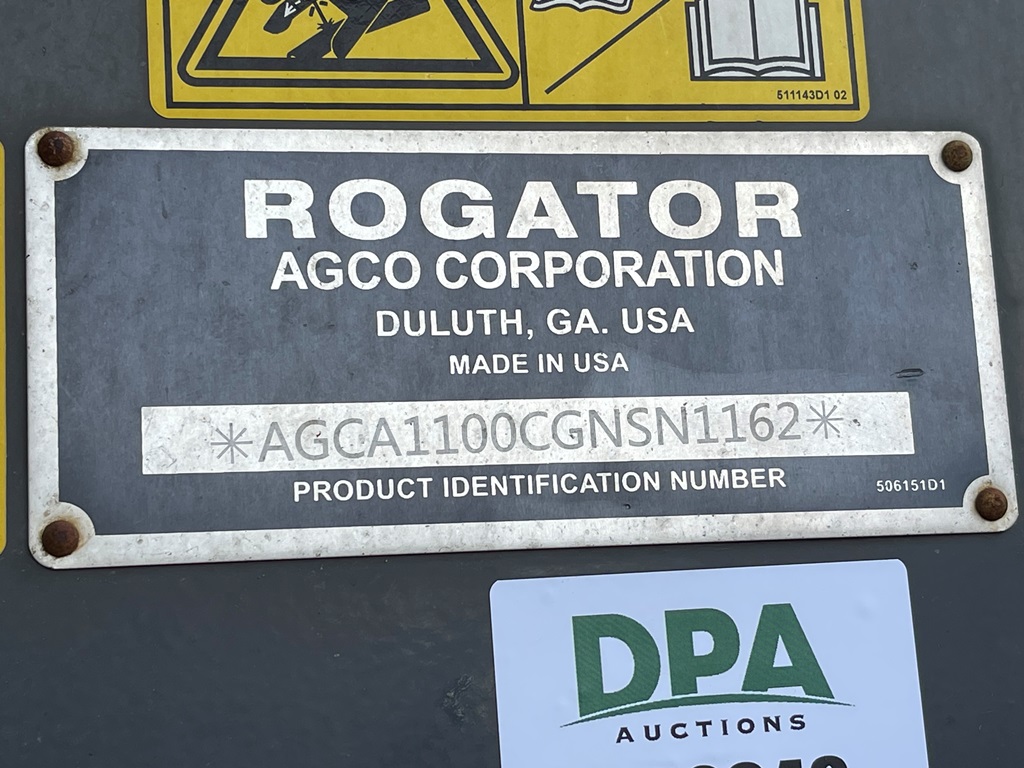 511143D1 02
ROGATOR
AGCO CORPORATION
DULUTH, GA. USA
MADE IN USA
*AGCA1100CGNSN1162*
PRODUCT IDENTIFICATION NUMBER
506151D1
DPA
AUCTIONS